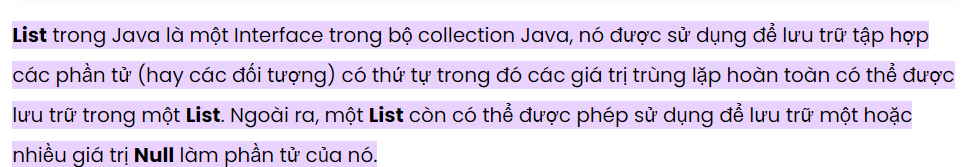 List trong Java là một Interface trong bộ collection Java, nó được sử dụng để lưu trữ tập hợp
các phần tử (hay các đối tượng) có thứ tự trong đó các giá trị trùng lặp hoàn toàn có thể được
lưu trữ trong một List. Ngoài ra, một List còn có thể được phép sử dụng để lưu trữ một hoặc
nhiều giá trị Null làm phần tử của nó.